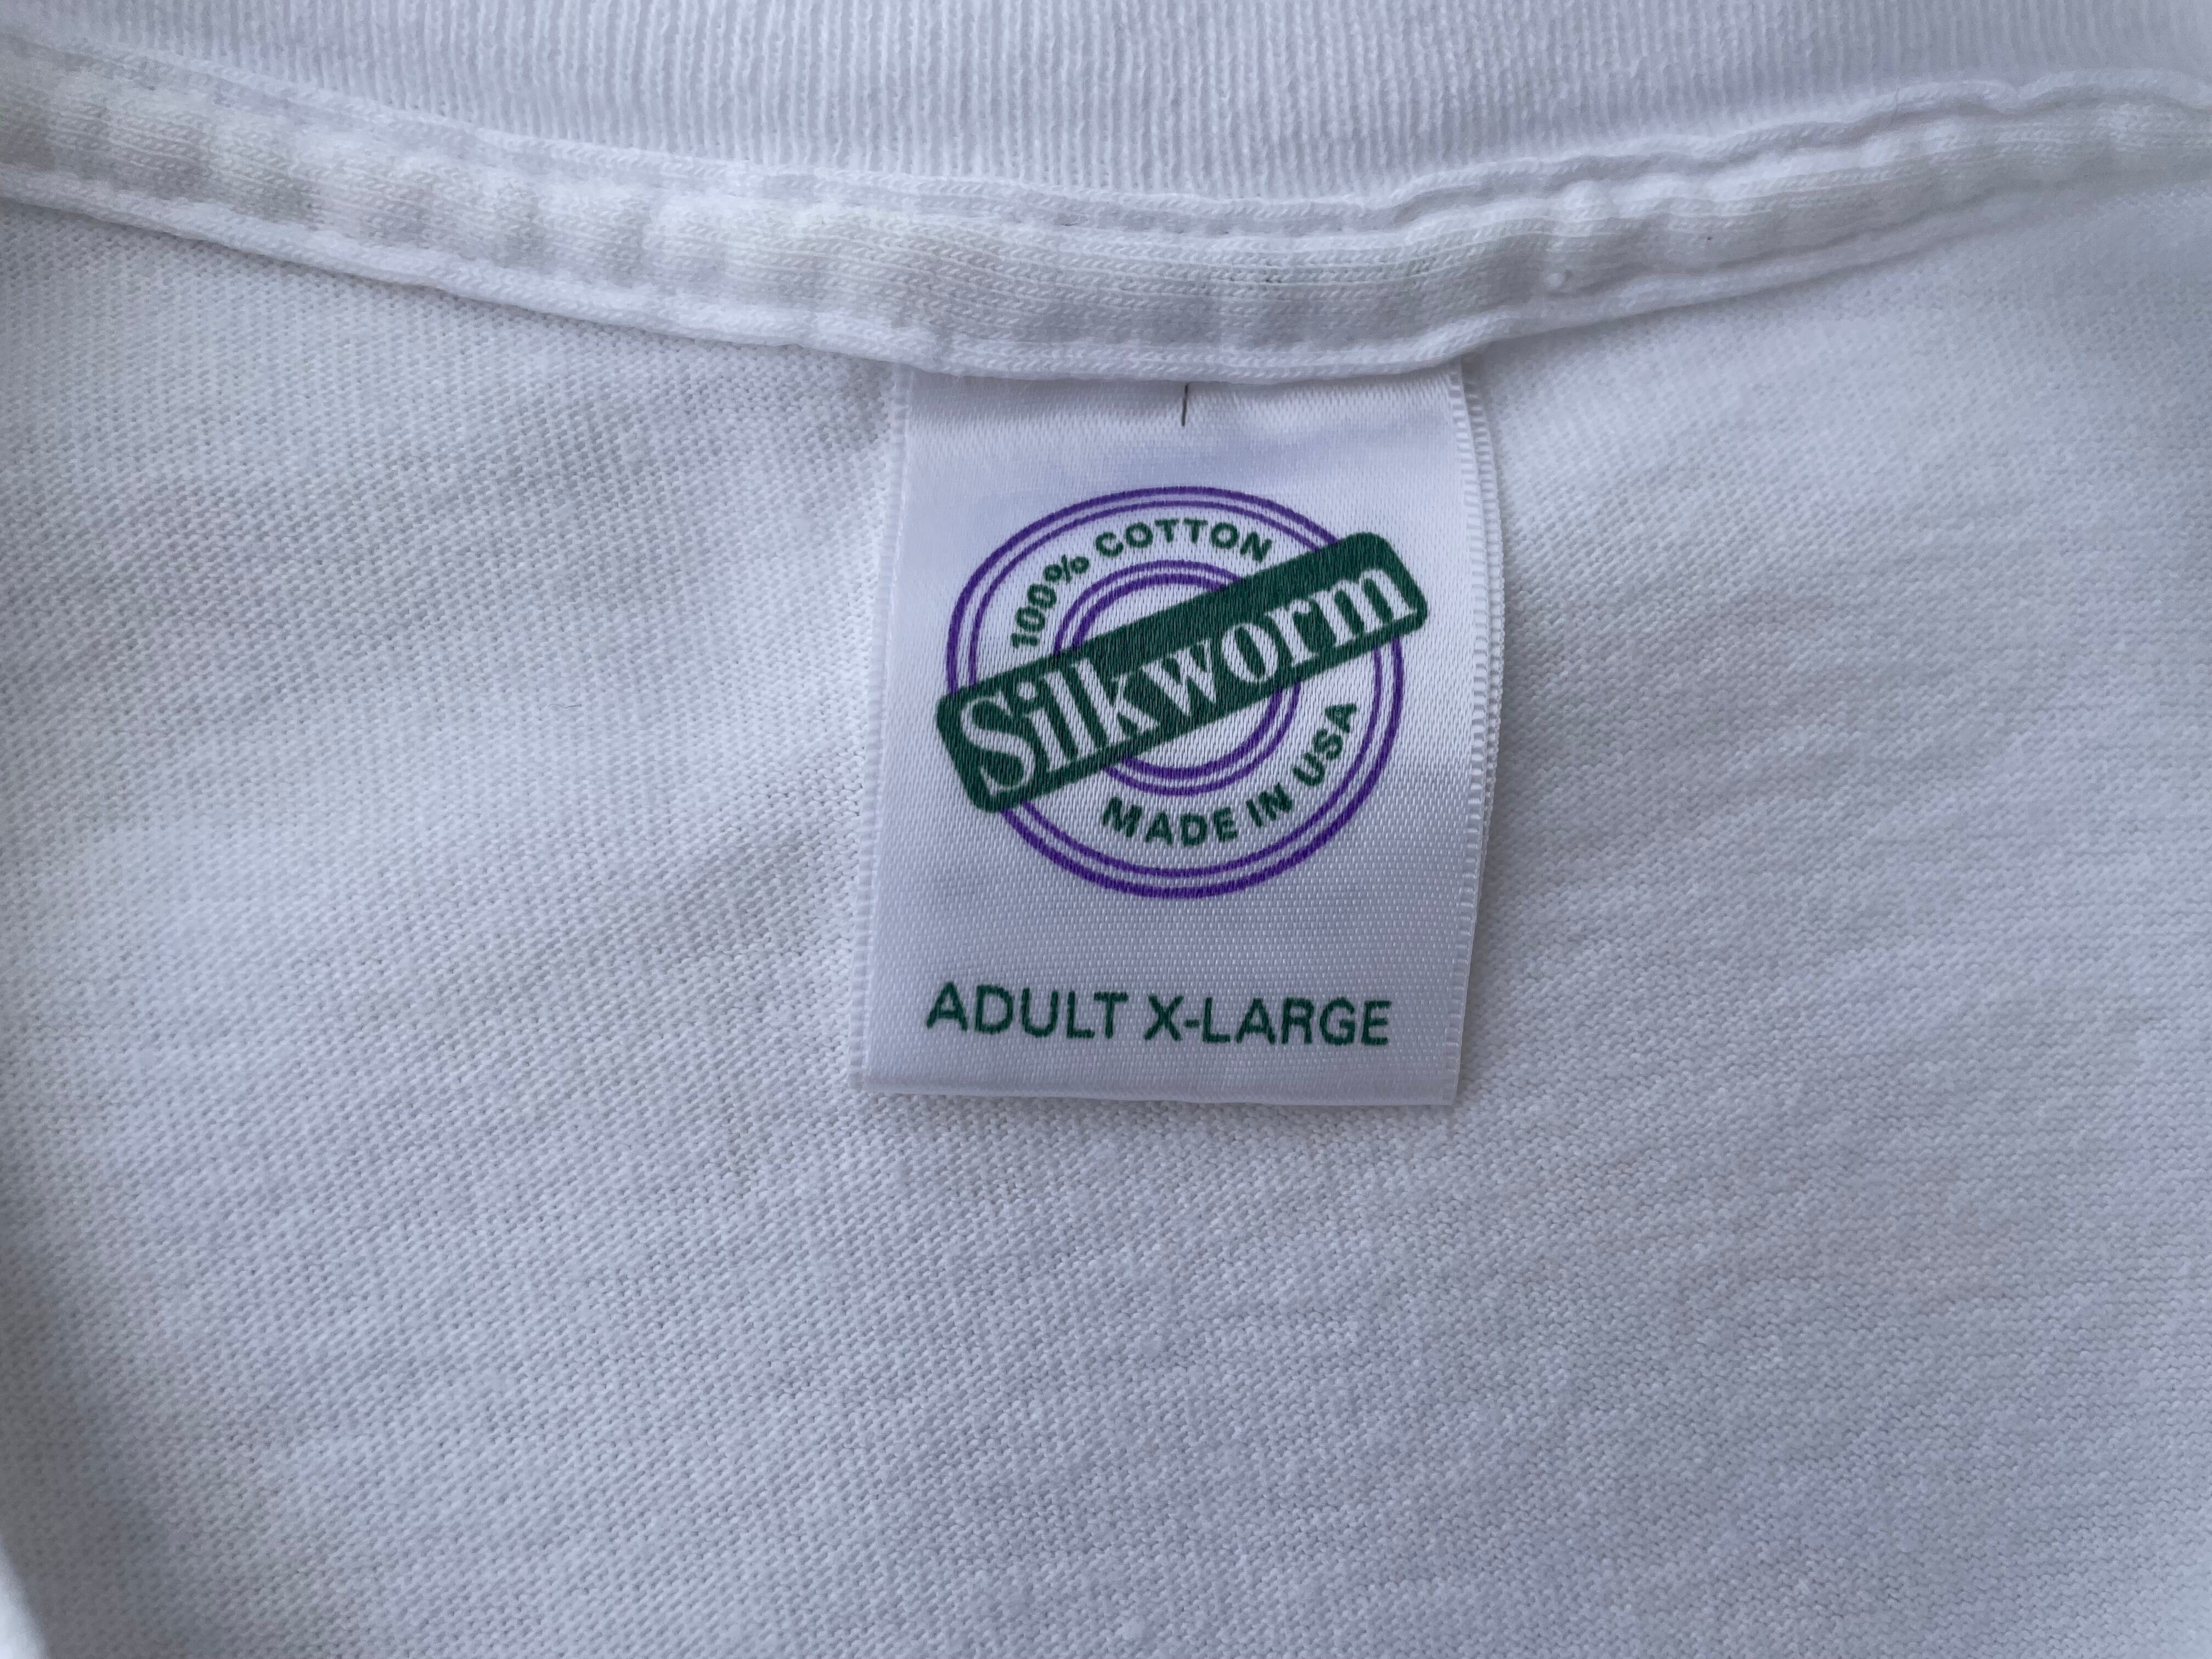 100% COTTON
Silkworm
MADE IN USA
ADULT X-LARGE